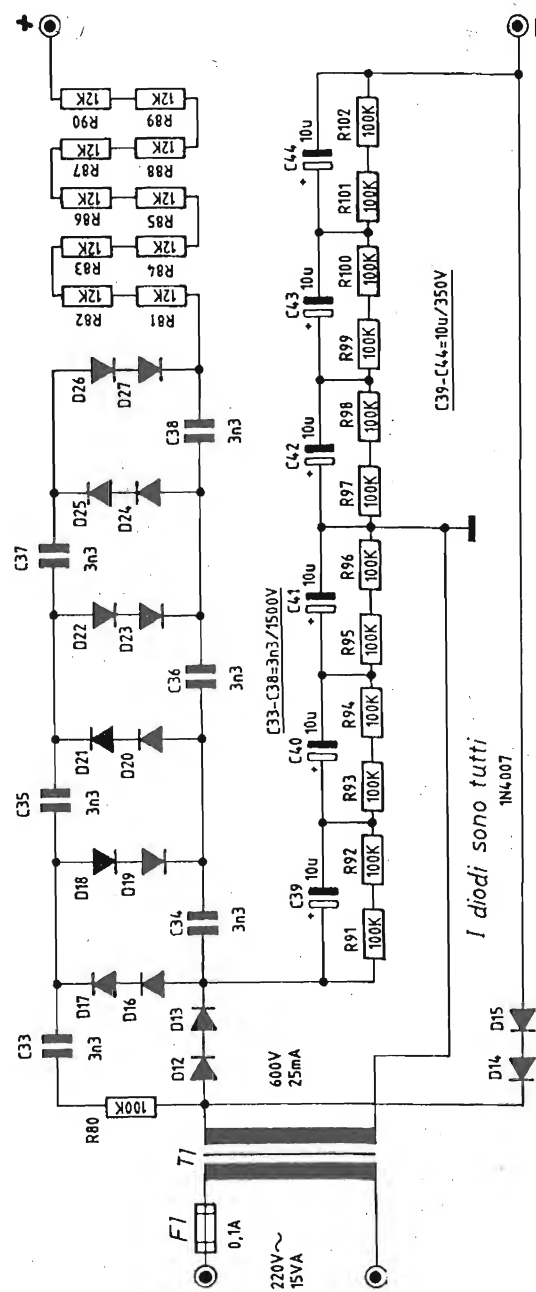 F1
0,1A
220V~
15VA
T1
600V
25mA
R80
100K
C33
3n3
D12
D13
D14
D15
D16
D17
C34
3n3
D18
D19
C35
3n3
D21
D20
C36
3n3
D22
D23
C37
3n3
D25
D24
C38
3n3
D26
D27
R82
12K
R81
12K
R83
12K
R84
12K
R86
12K
R85
12K
R87
12K
R88
12K
R90
12K
R89
12K
+
C39
+
10u
C40
+
10u
C41
+
10u
C42
+
10u
C43
+
10u
C44
+
10u
R91
100K
R92
100K
R93
100K
R94
100K
R95
100K
R96
100K
R97
100K
R98
100K
R99
100K
R100
100K
R101
100K
R102
100K
C33-C38=3n3/1500V
C39-C44=10u/350V
I diodi sono tutti
1N4007